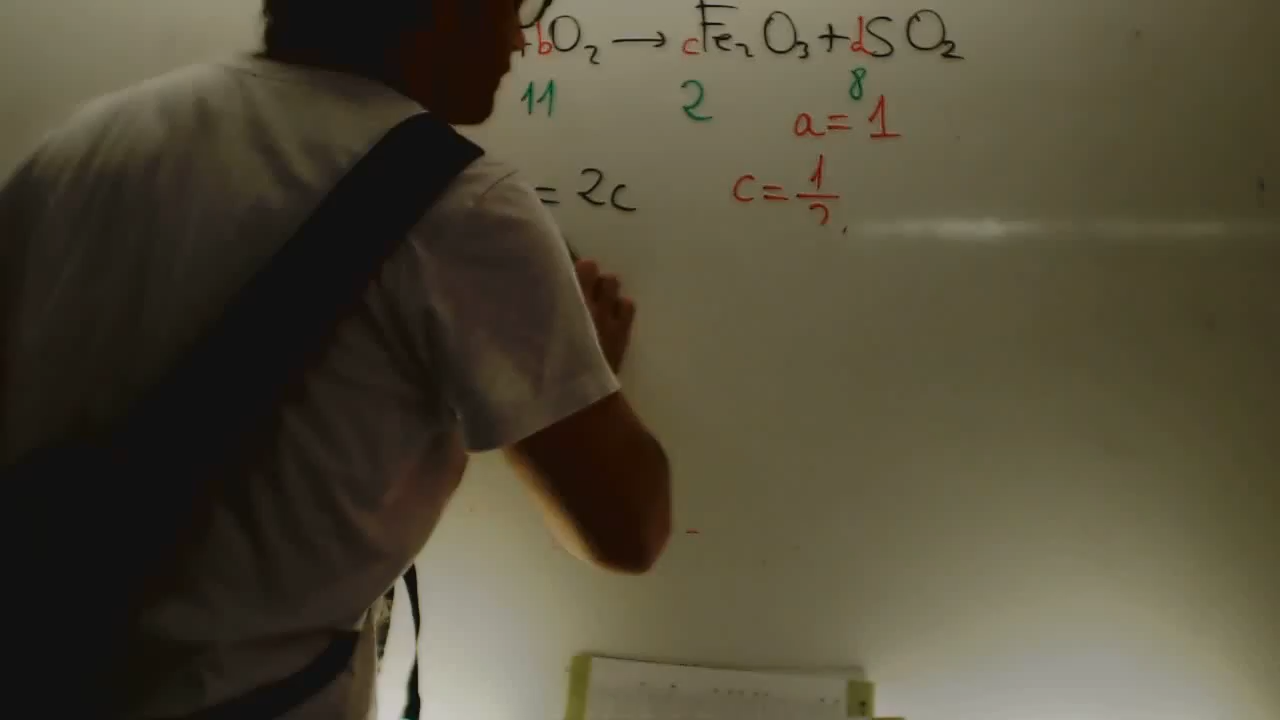 +bO₂ → cFe₂O₃ + dSO₂
11 2 8
a = 1
= 2c c = 1/2